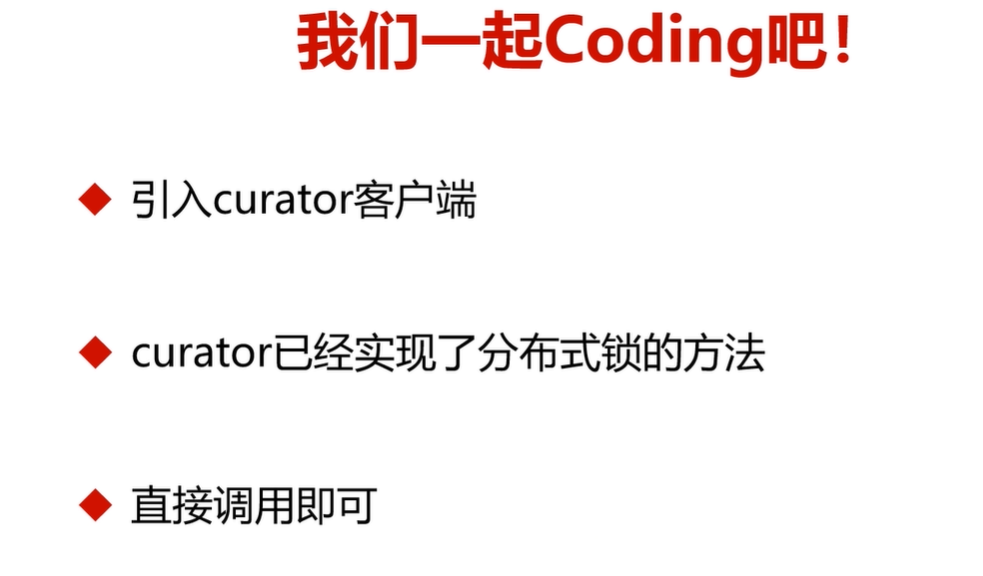 我们一起Coding吧！
引入curator客户端
curator已经实现了分布式锁的方法
直接调用即可